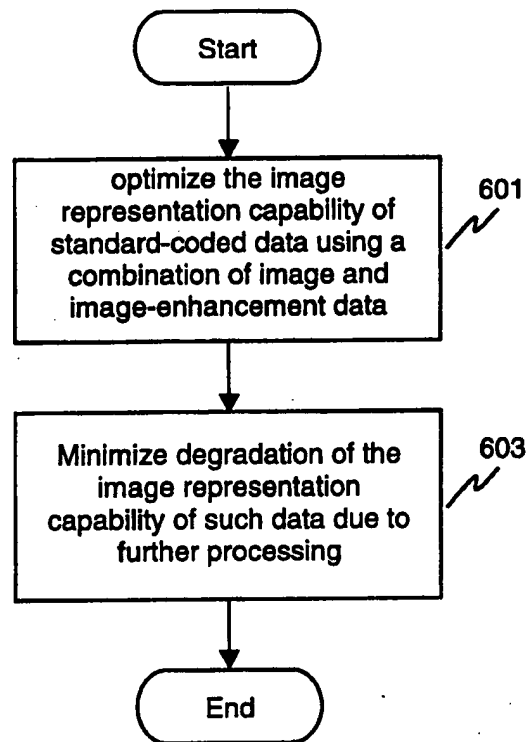 Start
optimize the image
representation capability of
standard-coded data using a
combination of image and
image-enhancement data
601
Minimize degradation of the
image representation
capability of such data due to
further processing
603
End